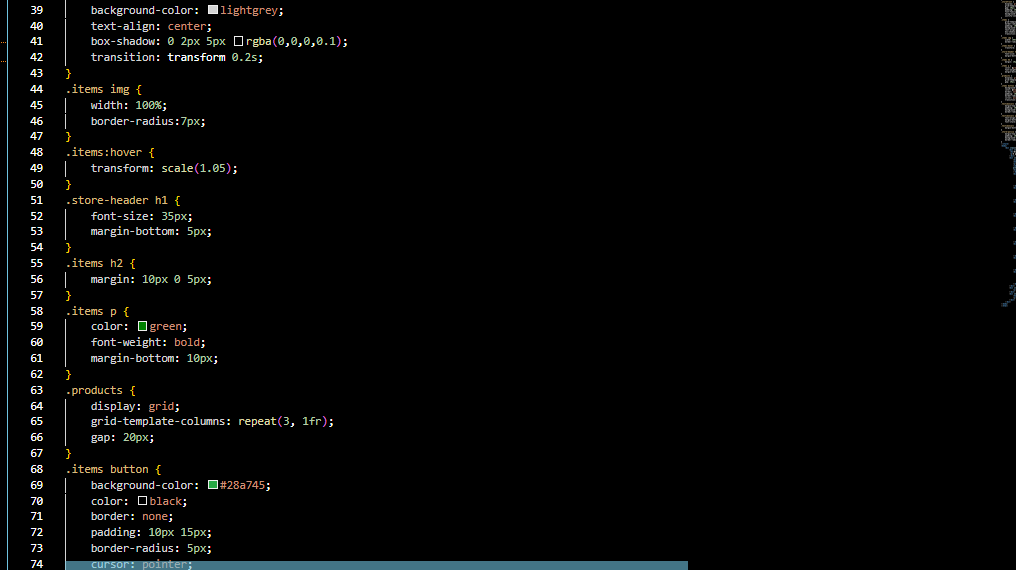 39 background-color: lightgrey;
40 text-align: center;
41 box-shadow: 0 2px 5px rgba(0,0,0,0.1);
42 transition: transform 0.2s;
43 }
44 .items img {
45 width: 100%;
46 border-radius:7px;
47 }
48 .items:hover {
49 transform: scale(1.05);
50 }
51 .store-header h1 {
52 font-size: 35px;
53 margin-bottom: 5px;
54 }
55 .items h2 {
56 margin: 10px 0 5px;
57 }
58 .items p {
59 color: green;
60 font-weight: bold;
61 margin-bottom: 10px;
62 }
63 .products {
64 display: grid;
65 grid-template-columns: repeat(3, 1fr);
66 gap: 20px;
67 }
68 .items button {
69 background-color: #28a745;
70 color: black;
71 border: none;
72 padding: 10px 15px;
73 border-radius: 5px;
74 cursor: pointer;